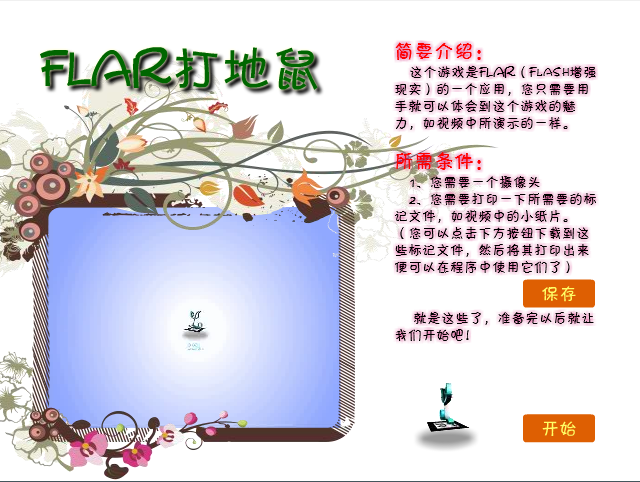 FLAR打地鼠
简要介绍：
这个游戏是FLAR（FLASH增强
现实）的一个应用，您只需要用
手就可以体会到这个游戏的魅
力，如视频中所演示的一样。
所需条件：
1、您需要一个摄像头
2、您需要打印一下所需要的标
记文件，如视频中的小纸片。
（您可以点击下方按钮下载到这
些标记文件，然后将其打印出来
便可以在程序中使用它们了）
保存
就是这些了，准备完以后就让
我们开始吧！
开始